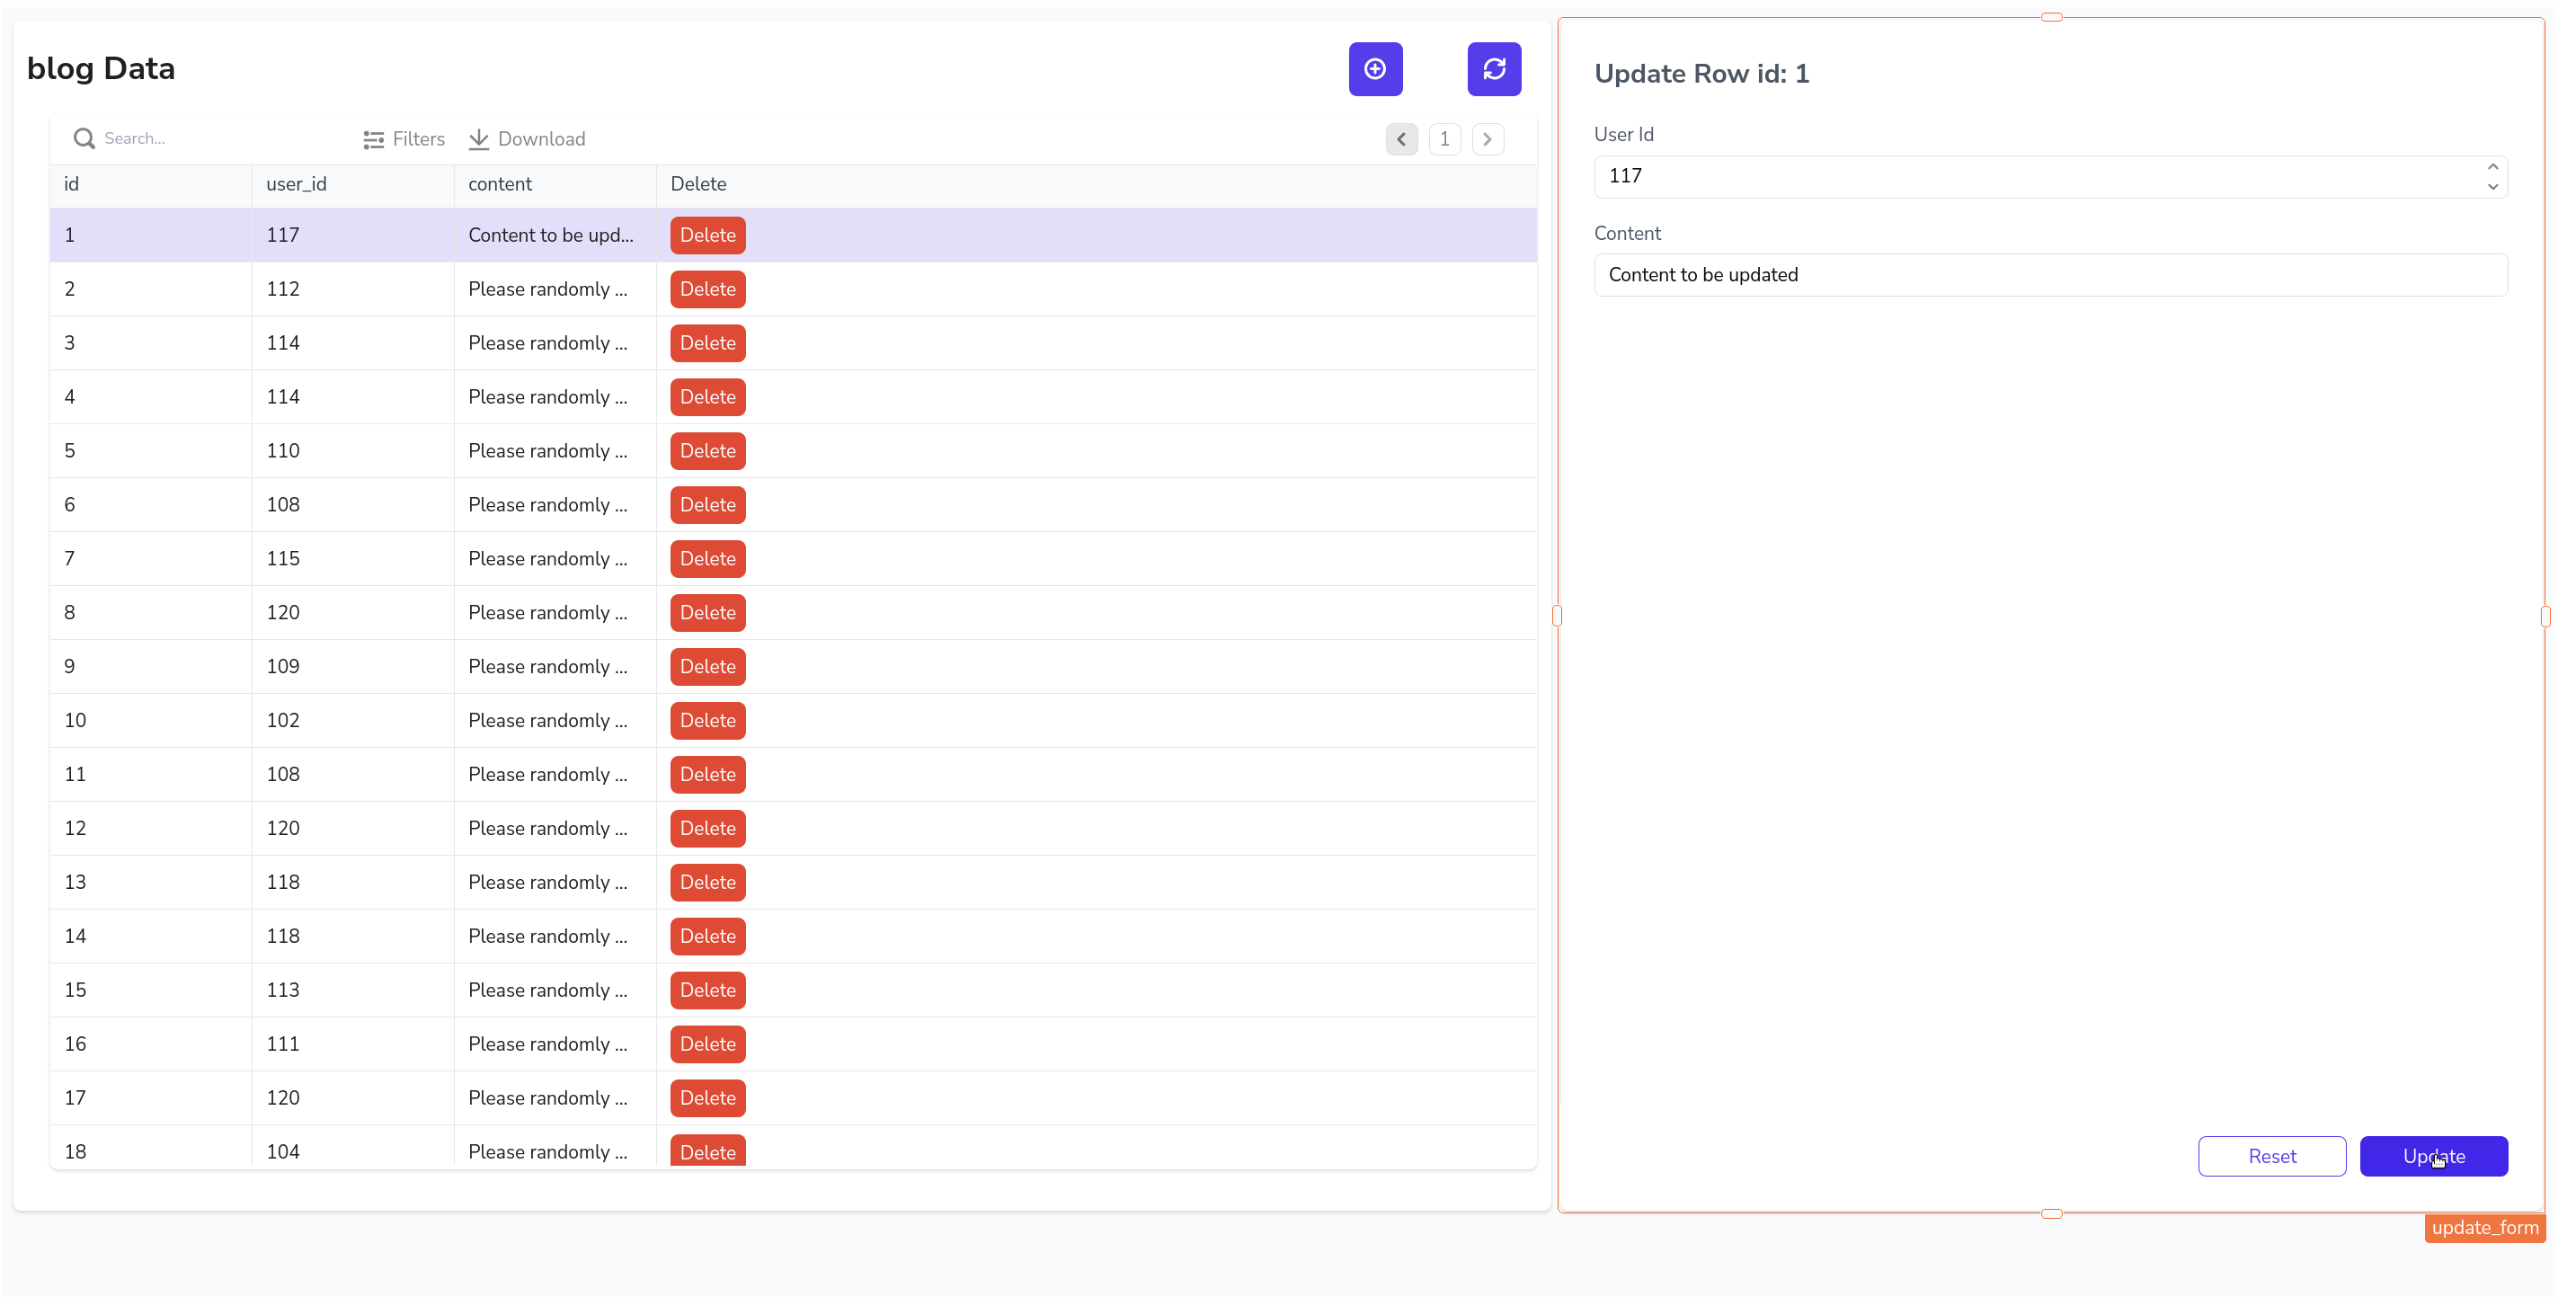 blog Data
Search...
Filters
Download
1
id user_id content Delete
1 117 Content to be upd... Delete
2 112 Please randomly ... Delete
3 114 Please randomly ... Delete
4 114 Please randomly ... Delete
5 110 Please randomly ... Delete
6 108 Please randomly ... Delete
7 115 Please randomly ... Delete
8 120 Please randomly ... Delete
9 109 Please randomly ... Delete
10 102 Please randomly ... Delete
11 108 Please randomly ... Delete
12 120 Please randomly ... Delete
13 118 Please randomly ... Delete
14 118 Please randomly ... Delete
15 113 Please randomly ... Delete
16 111 Please randomly ... Delete
17 120 Please randomly ... Delete
18 104 Please randomly ... Delete
Update Row id: 1
User Id
117
Content
Content to be updated
Reset
Update
update_form